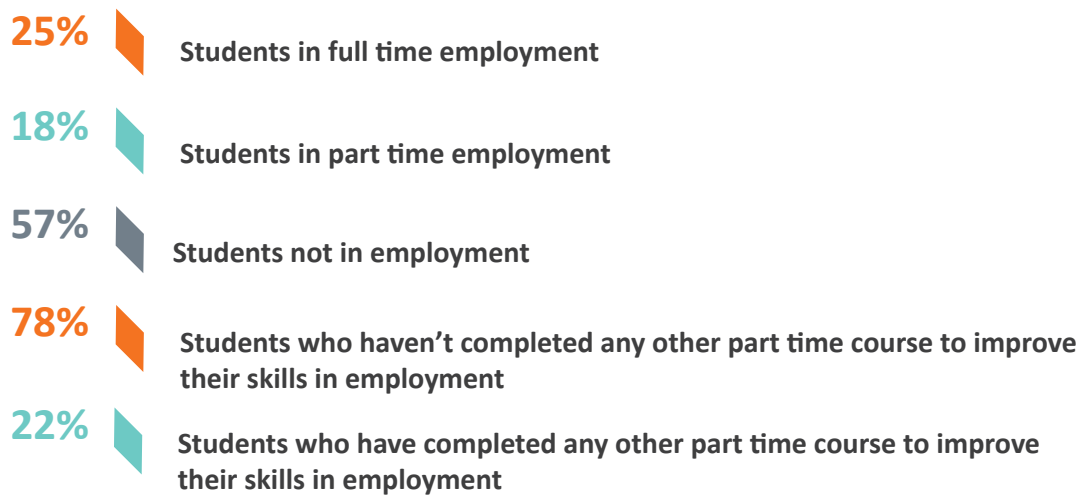 25%
Students in full time employment
18%
Students in part time employment
57%
Students not in employment
78%
Students who haven’t completed any other part time course to improve
their skills in employment
22%
Students who have completed any other part time course to improve
their skills in employment